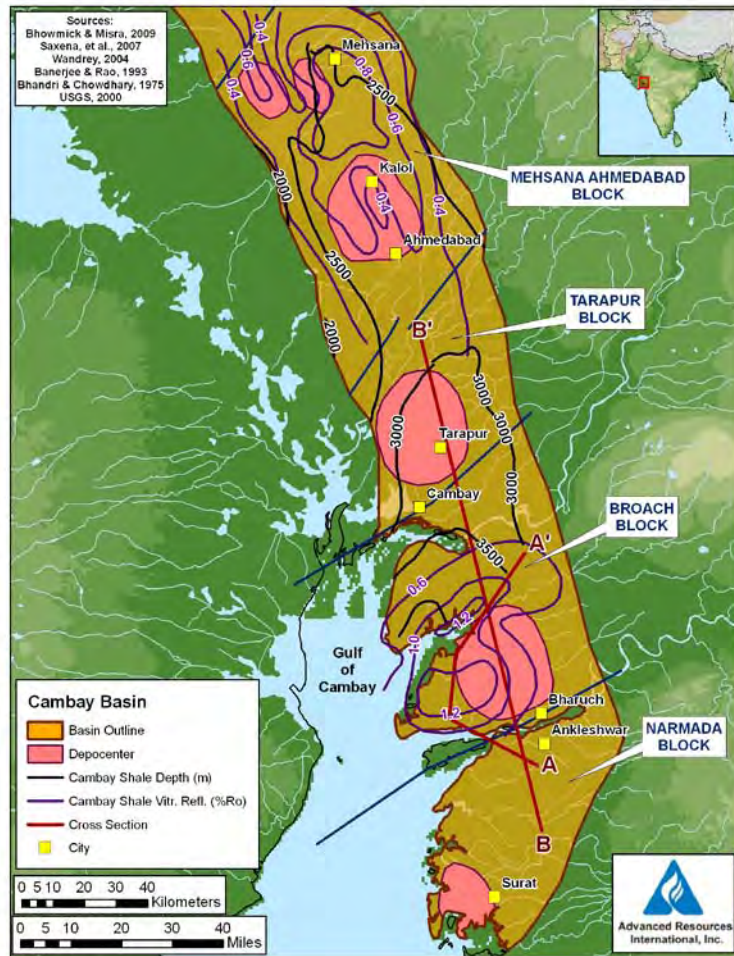 Sources:
Bhowmick & Misra, 2009
Saxena, et al., 2007
Wandrey, 2004
Banerjee & Rao, 1993
Bhandri & Chowdhary, 1975
USGS, 2000
0.4
0.6
0.4
Mehsana
0.8
2500
0.6
MEHSANA AHMEDABAD
BLOCK
Kalol
2000
0.4
0.4
Ahmedabad
2500
TARAPUR
BLOCK
2000
B'
3000
3000
3000
3000
Tarapur
Cambay
BROACH
BLOCK
3500
A'
0.6
1.2
1.0
Gulf
of
Cambay
1.2
Bharuch
Ankleshwar
NARMADA
BLOCK
A
B
Surat
Cambay Basin
Basin Outline
Depocenter
Cambay Shale Depth (m)
Cambay Shale Vitr. Refl. (%Ro)
Cross Section
City
0 5 10 20 30 40
Kilometers
0 5 10 20 30 40
Miles
Advanced Resources
International, Inc.